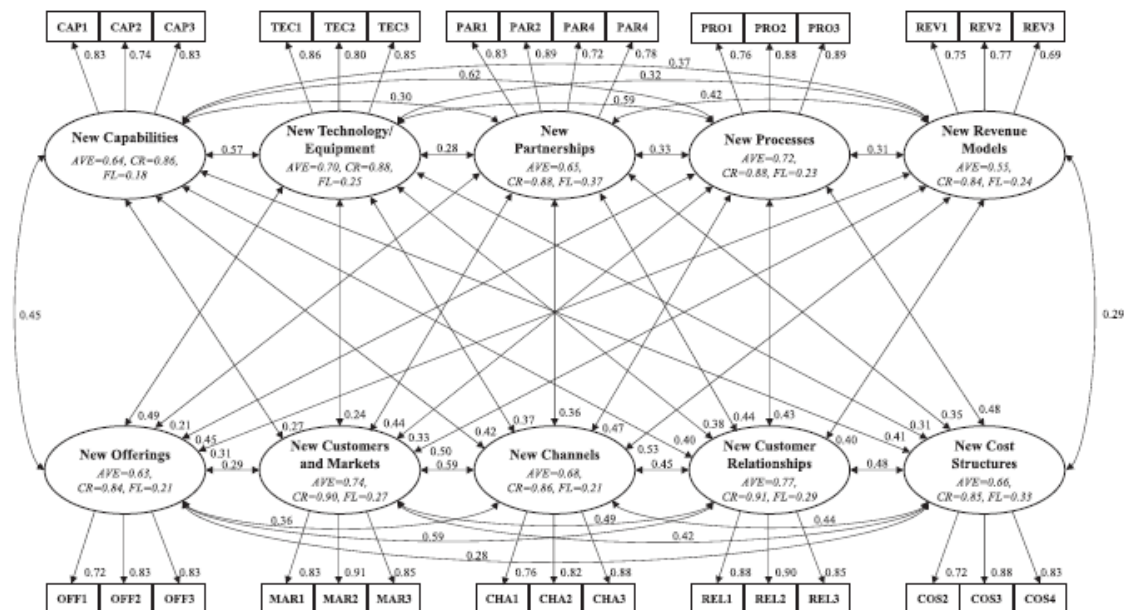 CAP1 CAP2 CAP3 TEC1 TEC2 TEC3 PAR1 PAR2 PAR4 PAR4 PRO1 PRO2 PRO3 REV1 REV2 REV3
0.83 0.74 0.83 0.86 0.80 0.85 0.83 0.89 0.72 0.78 0.76 0.88 0.89 0.75 0.77 0.69
0.37
0.62 0.32
0.30 0.59 0.42
New Capabilities
AVE=0.64, CR=0.86,
FL=0.18
0.57
New Technology/
Equipment
AVE=0.70, CR=0.88,
FL=0.25
0.28
New
Partnerships
AVE=0.65,
CR=0.88, FL=0.37
0.33
New Processes
AVE=0.72,
CR=0.88, FL=0.23
0.31
New Revenue
Models
AVE=0.55,
CR=0.84, FL=0.24
0.45
0.29
0.49
0.21
0.45
0.31
0.27
0.24
0.44
0.33
0.50
0.42
0.37
0.36
0.47
0.53
0.40
0.38
0.44
0.43
0.40
0.41
0.31
0.35
0.48
New Offerings
AVE=0.63,
CR=0.84, FL=0.21
0.29
New Customers
and Markets
AVE=0.74,
CR=0.90, FL=0.27
0.59
New Channels
AVE=0.68,
CR=0.86, FL=0.21
0.45
New Customer
Relationships
AVE=0.77,
CR=0.91, FL=0.29
0.48
New Cost
Structures
AVE=0.66,
CR=0.85, FL=0.33
0.36 0.49 0.44
0.59 0.42
0.28
0.72 0.83 0.83 0.83 0.91 0.85 0.76 0.82 0.88 0.88 0.90 0.85 0.72 0.88 0.83
OFF1 OFF2 OFF3 MAR1 MAR2 MAR3 CHA1 CHA2 CHA3 REL1 REL2 REL3 COS2 COS3 COS4